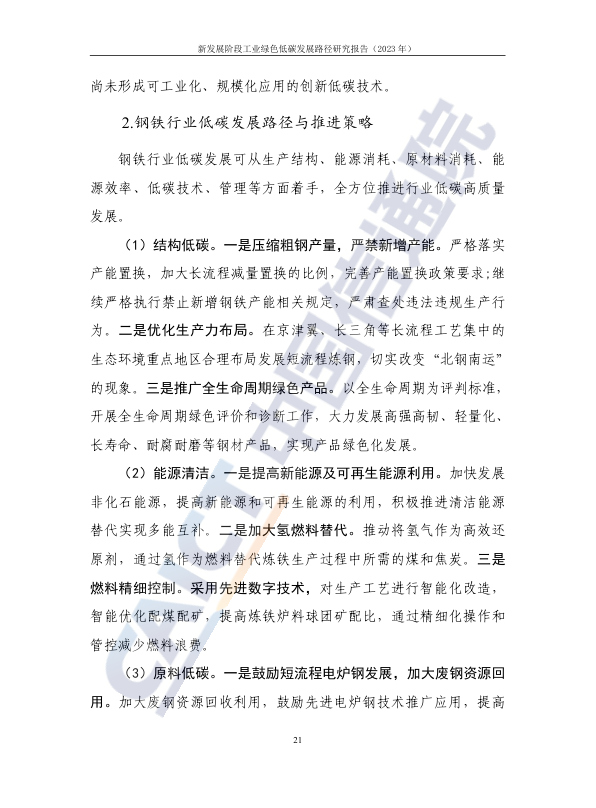 新发展阶段工业绿色低碳发展路径研究报告（2023 年）
尚未形成可工业化、规模化应用的创新低碳技术。
2.钢铁行业低碳发展路径与推进策略
钢铁行业低碳发展可从生产结构、能源消耗、原材料消耗、能
源效率、低碳技术、管理等方面着手，全方位推进行业低碳高质量
发展。
（1）结构低碳。一是压缩粗钢产量，严禁新增产能。严格落实
产能置换，加大长流程减量置换的比例，完善产能置换政策要求;继
续严格执行禁止新增钢铁产能相关规定，严肃查处违法违规生产行
为。二是优化生产力布局。在京津翼、长三角等长流程工艺集中的
生态环境重点地区合理布局发展短流程炼钢，切实改变“北钢南运”
的现象。三是推广全生命周期绿色产品。以全生命周期为评判标准，
开展全生命周期绿色评价和诊断工作，大力发展高强高韧、轻量化、
长寿命、耐腐耐磨等钢材产品，实现产品绿色化发展。
（2）能源清洁。一是提高新能源及可再生能源利用。加快发展
非化石能源，提高新能源和可再生能源的利用，积极推进清洁能源
替代实现多能互补。二是加大氢燃料替代。推动将氢气作为高效还
原剂，通过氢作为燃料替代炼铁生产过程中所需的煤和焦炭。三是
燃料精细控制。采用先进数字技术，对生产工艺进行智能化改造，
智能优化配煤配矿，提高炼铁炉料球团矿配比，通过精细化操作和
管控减少燃料浪费。
（3）原料低碳。一是鼓励短流程电炉钢发展，加大废钢资源回
用。加大废钢资源回收利用，鼓励先进电炉钢技术推广应用，提高
21
CAICT 中国信通院